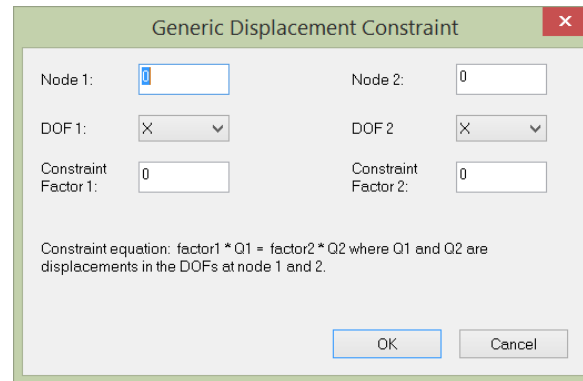 Generic Displacement Constraint
x
Node 1: 0 Node 2: 0
DOF 1: X DOF 2 X
Constraint Factor 1: 0 Constraint Factor 2: 0
Constraint equation: factor1 * Q1 = factor2 * Q2 where Q1 and Q2 are
displacements in the DOFs at node 1 and 2.
OK Cancel